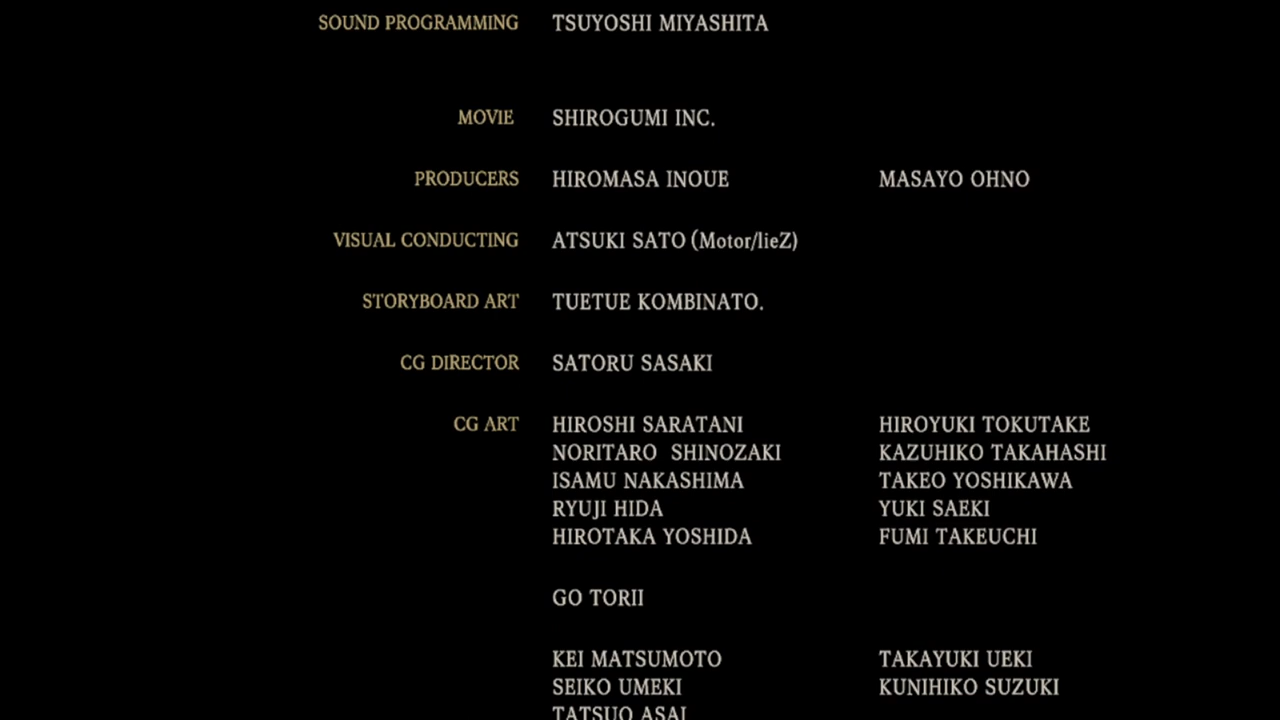 SOUND PROGRAMMING TSUYOSHI MIYASHITA
MOVIE SHIROGUMI INC.
PRODUCERS HIROMASA INOUE MASAYO OHNO
VISUAL CONDUCTING ATSUKI SATO (Motor/lieZ)
STORYBOARD ART TUETUE KOMBINATO.
CG DIRECTOR SATORU SASAKI
CG ART HIROSHI SARATANI HIROYUKI TOKUTAKE
NORITARO SHINOZAKI KAZUHIKO TAKAHASHI
ISAMU NAKASHIMA TAKEO YOSHIKAWA
RYUJI HIDA YUKI SAEKI
HIROTAKA YOSHIDA FUMI TAKEUCHI
GO TORII
KEI MATSUMOTO TAKAYUKI UEKI
SEIKO UMEKI KUNIHIKO SUZUKI
TATSUO ASAI